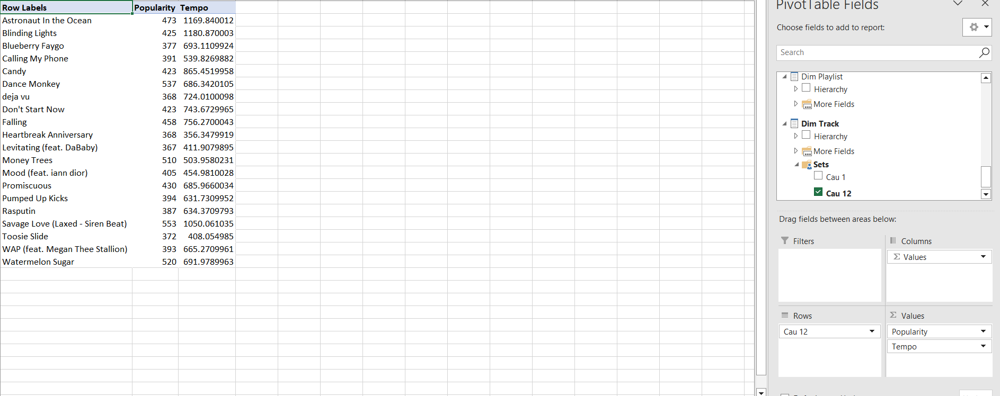 Row Labels Popularity Tempo
Astronaut In the Ocean 473 1169.840012
Blinding Lights 425 1180.870003
Blueberry Faygo 377 693.1109924
Calling My Phone 391 539.8269882
Candy 423 865.4519958
Dance Monkey 537 686.3420105
deja vu 368 724.0100098
Don't Start Now 423 743.6729965
Falling 458 756.2700043
Heartbreak Anniversary 368 356.3479919
Levitating (feat. DaBaby) 367 411.9079895
Money Trees 510 503.9580231
Mood (feat. iann dior) 405 454.9810028
Promiscuous 430 685.9660034
Pumped Up Kicks 394 631.7309952
Rasputin 387 634.3709793
Savage Love (Laxed - Siren Beat) 553 1050.061035
Toosie Slide 372 408.054985
WAP (feat. Megan Thee Stallion) 393 665.2709961
Watermelon Sugar 520 691.9789963
PivotTable Fields
Choose fields to add to report:
Search
Dim Playlist
Hierarchy
More Fields
Dim Track
Hierarchy
More Fields
Sets
Cau 1
Cau 12
Drag fields between areas below:
Filters
Columns
Σ Values
Rows
Σ Values
Cau 12
Popularity
Tempo